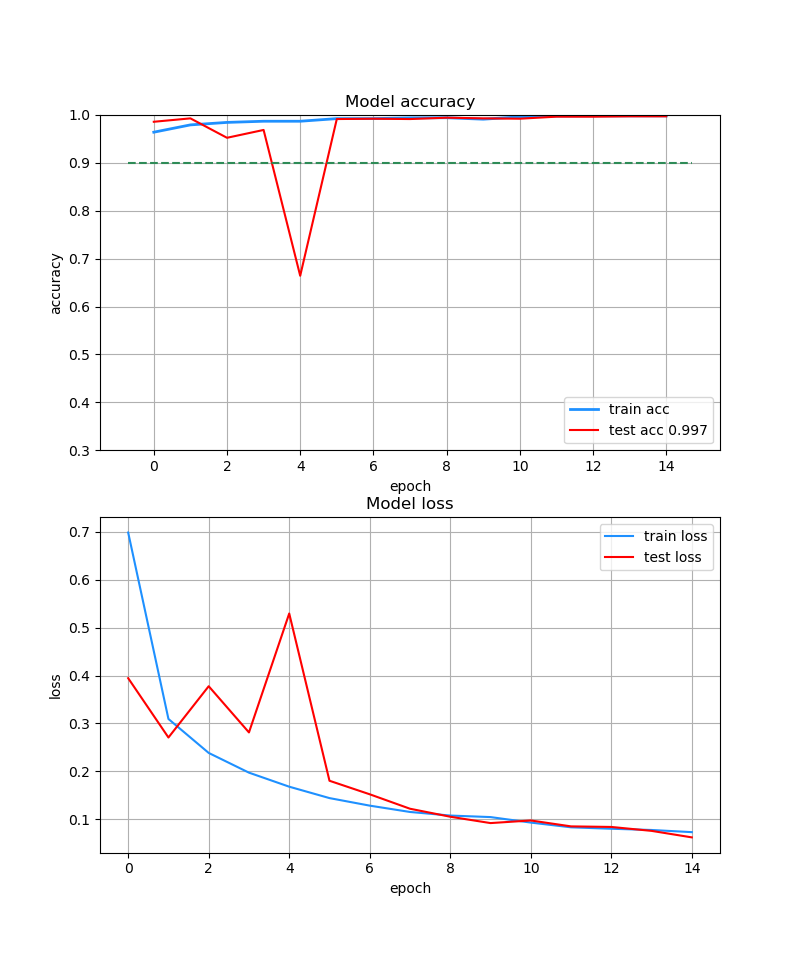 Model accuracy
1.0
0.9
0.8
0.7
0.6
0.5
0.4
0.3
accuracy
train acc
test acc 0.997
0 2 4 6 8 10 12 14
epoch
Model loss
0.7
0.6
0.5
0.4
0.3
0.2
0.1
loss
train loss
test loss
0 2 4 6 8 10 12 14
epoch